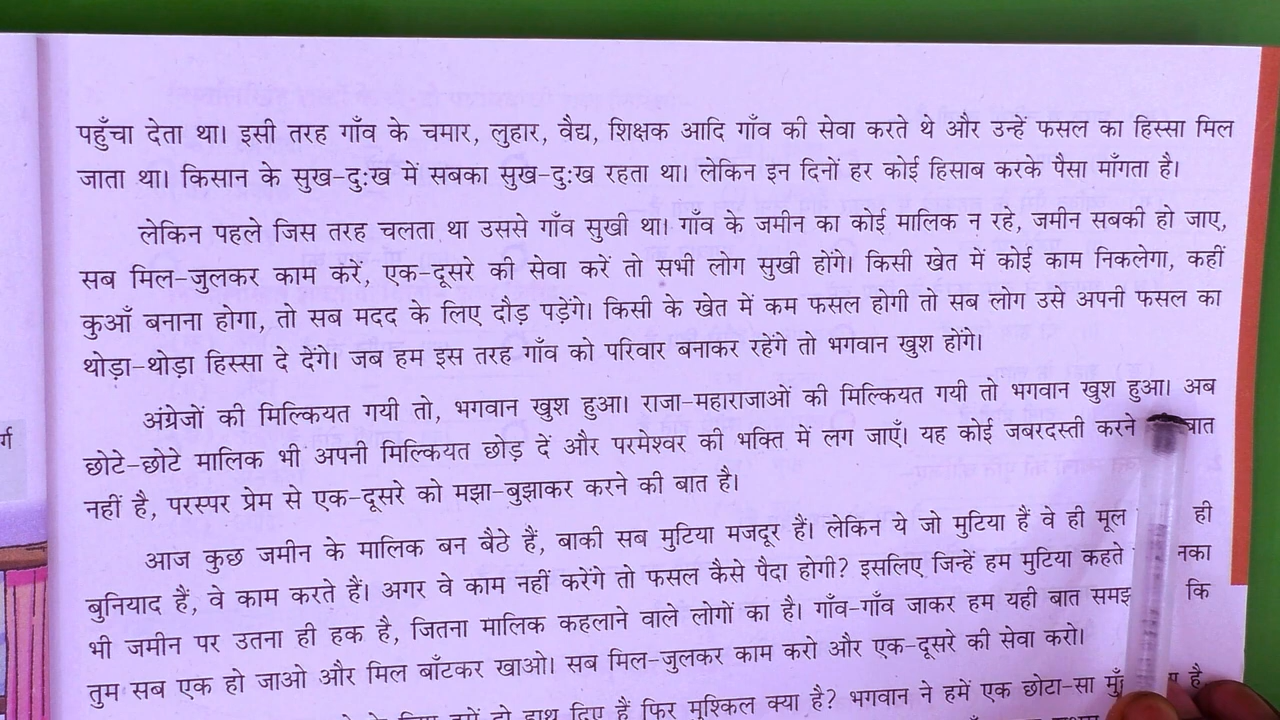 पहुँचा देता था। इसी तरह गाँव के चमार, लुहार, वैद्य, शिक्षक आदि गाँव की सेवा करते थे और उन्हें फसल का हिस्सा मिल
जाता था। किसान के सुख-दुःख में सबका सुख-दुःख रहता था। लेकिन इन दिनों हर कोई हिसाब करके पैसा माँगता है।
लेकिन पहले जिस तरह चलता था उससे गाँव सुखी था। गाँव के जमीन का कोई मालिक न रहे, जमीन सबकी हो जाए,
सब मिल-जुलकर काम करें, एक-दूसरे की सेवा करें तो सभी लोग सुखी होंगे। किसी खेत में कोई काम निकलेगा, कहीं
कुआँ बनाना होगा, तो सब मदद के लिए दौड़ पड़ेंगे। किसी के खेत में कम फसल होगी तो सब लोग उसे अपनी फसल का
थोड़ा-थोड़ा हिस्सा दे देंगे। जब हम इस तरह गाँव को परिवार बनाकर रहेंगे तो भगवान खुश होंगे।
अंग्रेजों की मिल्कियत गयी तो, भगवान खुश हुआ। राजा-महाराजाओं की मिल्कियत गयी तो भगवान खुश हुआ। अब
छोटे-छोटे मालिक भी अपनी मिल्कियत छोड़ दें और परमेश्वर की भक्ति में लग जाएँ। यह कोई जबरदस्ती करने बात
नहीं है, परस्पर प्रेम से एक-दूसरे को मझा-बुझाकर करने की बात है।
आज कुछ जमीन के मालिक बन बैठे हैं, बाकी सब मुटिया मजदूर हैं। लेकिन ये जो मुटिया हैं वे ही मूल ही
बुनियाद हैं, वे काम करते हैं। अगर वे काम नहीं करेंगे तो फसल कैसे पैदा होगी? इसलिए जिन्हें हम मुटिया कहते
भी जमीन पर उतना ही हक है, जितना मालिक कहलाने वाले लोगों का है। गाँव-गाँव जाकर हम यही बात कि
तुम सब एक हो जाओ और मिल बाँटकर खाओ। सब मिल-जुलकर काम करो और एक-दूसरे की सेवा करो।
हाथ दिए हैं फिर मुश्किल क्या है? भगवान ने हमें एक छोटा-सा है